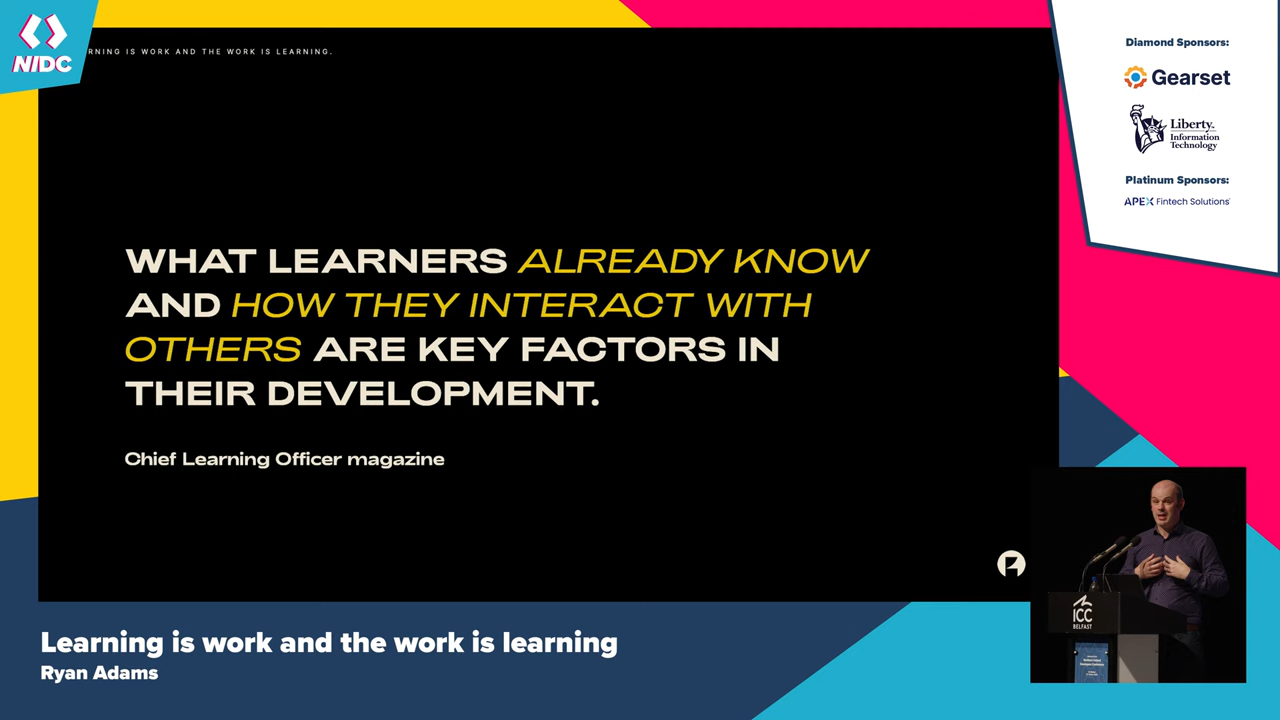 NIDC
RNING IS WORK AND THE WORK IS LEARNING.
WHAT LEARNERS ALREADY KNOW
AND HOW THEY INTERACT WITH
OTHERS ARE KEY FACTORS IN
THEIR DEVELOPMENT.
Chief Learning Officer magazine
Diamond Sponsors:
Gearset
Liberty
Information
Technology
Platinum Sponsors:
APEX Fintech Solutions
ICC
BELFAST
Learning is work and the work is learning
Ryan Adams